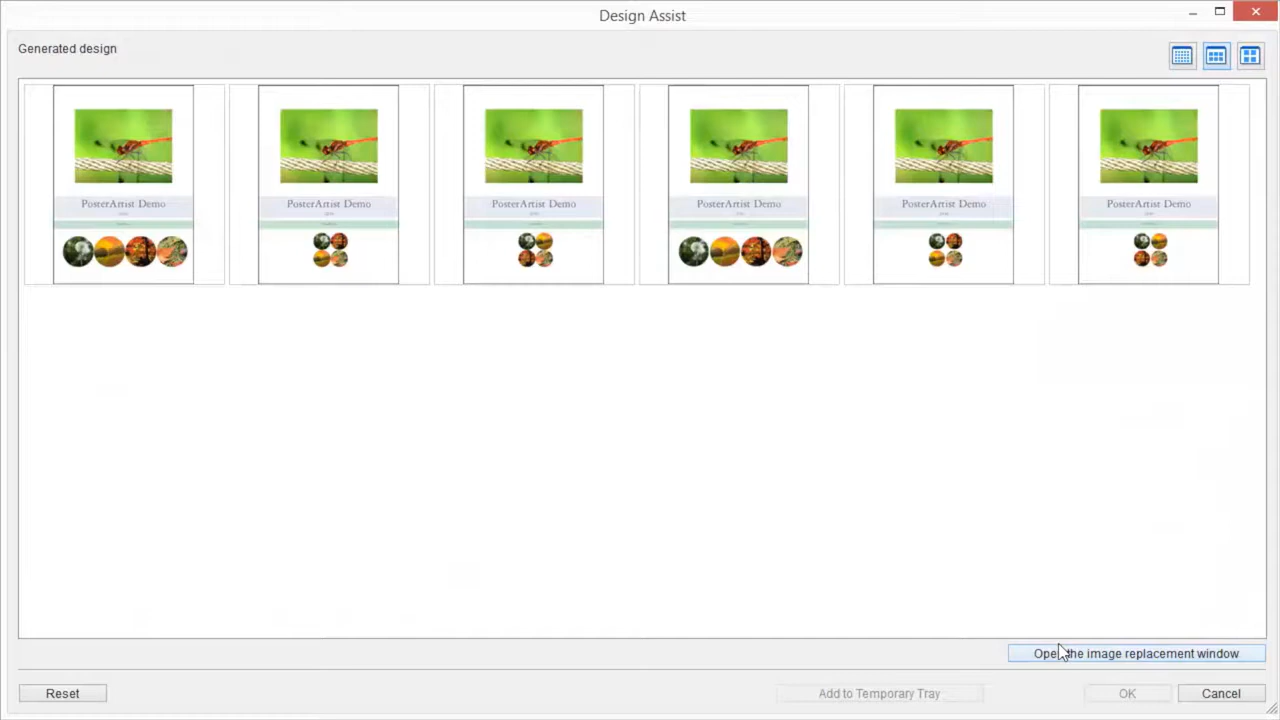 Design Assist
Generated design
PosterArtist Demo
PosterArtist Demo
PosterArtist Demo
PosterArtist Demo
PosterArtist Demo
PosterArtist Demo
Open the image replacement window
Reset
Add to Temporary Tray
OK
Cancel